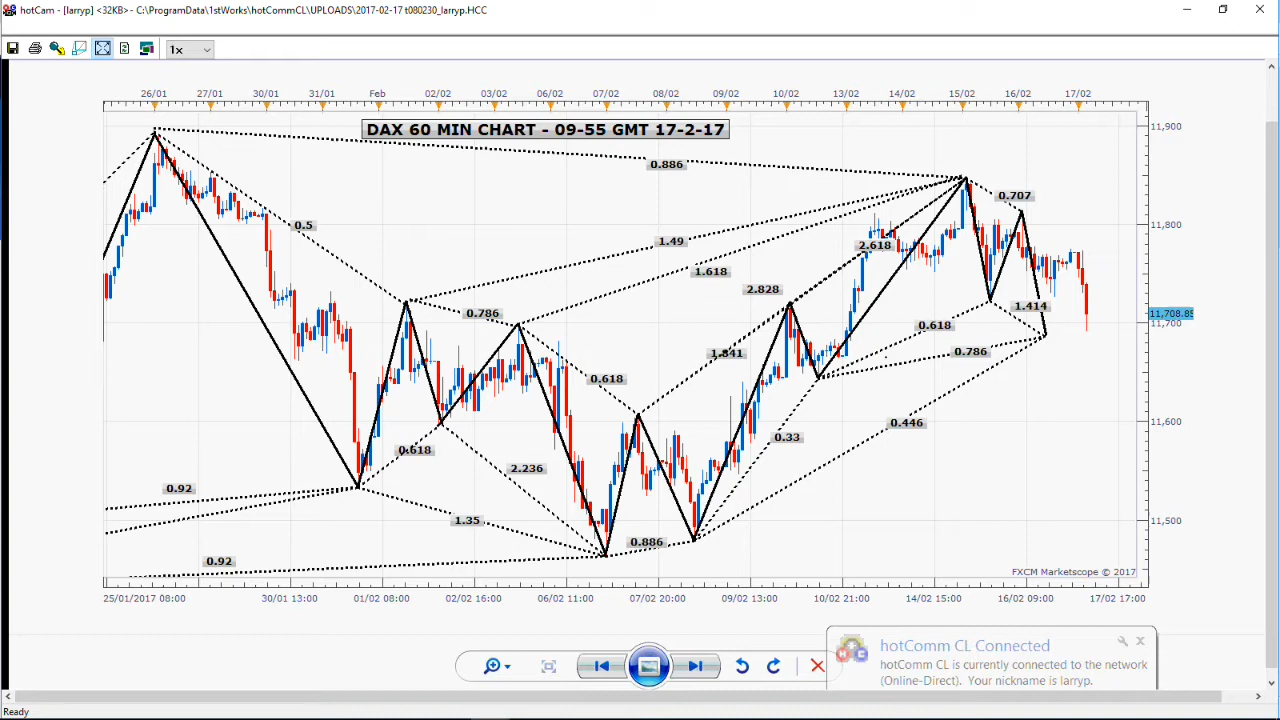 hotCam - [larryp] <32KB> - C:\ProgramData\1stWorks\hotCommCL\UPLOADS\2017-02-17 t080230_larryp.HCC
1x
26/01 27/01 30/01 31/01 Feb 02/02 03/02 06/02 07/02 08/02 09/02 10/02 13/02 14/02 15/02 16/02 17/02
DAX 60 MIN CHART - 09-55 GMT 17-2-17
11,900
0.886
0.707
0.5
11,800
1.49
2.618
1.618
2.828
1.414
0.786
11,708.85
11,700
0.618
1.841
0.786
0.618
11,600
0.446
0.33
0.618
2.236
0.92
1.35
11,500
0.886
0.92
FXCM Marketscope © 2017
25/01/2017 08:00 30/01 13:00 01/02 08:00 02/02 16:00 06/02 11:00 07/02 20:00 09/02 13:00 10/02 21:00 14/02 15:00 16/02 09:00 17/02 17:00
hotComm CL Connected
hotComm CL is currently connected to the network
(Online-Direct). Your nickname is larryp.
Ready